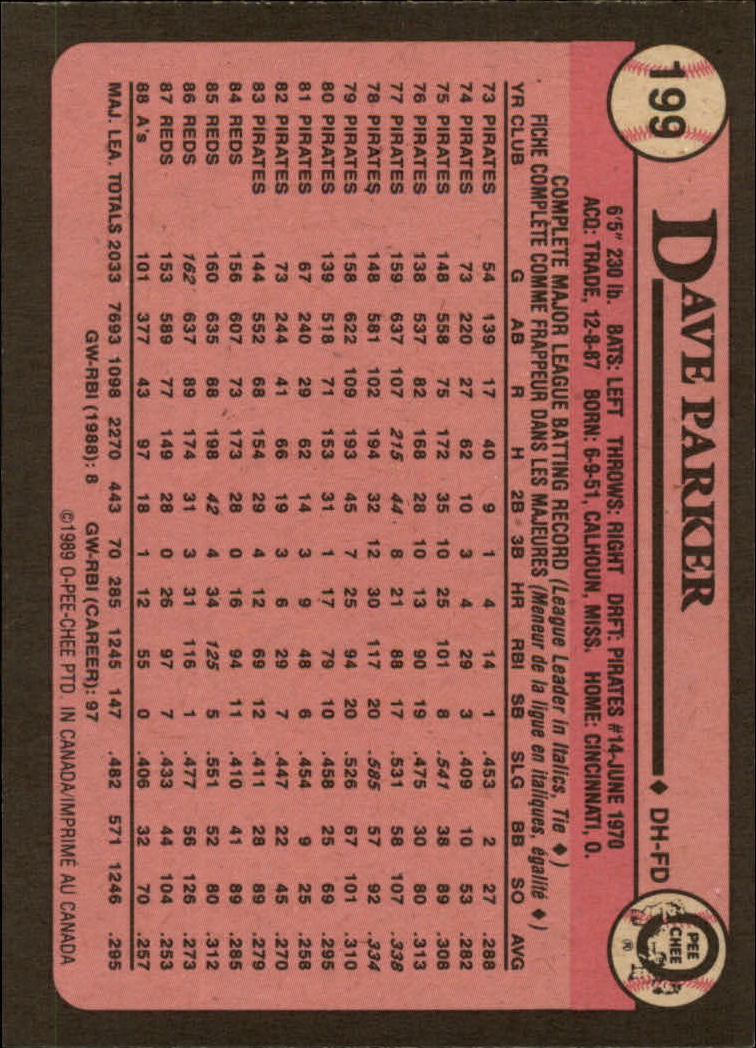 199
DAVE PARKER ◆ DH-FD
O PEE CHEE ®
6'5" 230 lb. BATS: LEFT THROWS: RIGHT DRFT: PIRATES #14-JUNE 1970
ACQ: TRADE, 12-8-87 BORN: 6-9-51, CALHOUN, MISS. HOME: CINCINNATI, O.
COMPLETE MAJOR LEAGUE BATTING RECORD (League Leader in Italics, Tie ◆)
FICHE COMPLÈTE COMME FRAPPEUR DANS LES MAJEURES (Meneur de la ligue en italiques, égalité ◆)
YR CLUB G AB R H 2B 3B HR RBI SB SLG BB SO AVG
73 PIRATES 54 139 17 40 9 1 4 14 1 .453 2 27 .288
74 PIRATES 73 220 27 62 10 3 4 29 3 .409 10 53 .282
75 PIRATES 148 558 75 172 35 10 25 101 8 .541 38 89 .308
76 PIRATES 138 537 82 168 28 10 13 90 19 .475 30 80 .313
77 PIRATES 159 637 107 215 44 8 21 88 17 .531 58 107 .338
78 PIRATES 148 581 102 194 32 12 30 117 20 .585 57 92 .334
79 PIRATES 158 622 109 193 45 7 25 94 20 .526 67 101 .310
80 PIRATES 139 518 71 153 31 1 17 79 10 .458 25 69 .295
81 PIRATES 67 240 29 62 14 3 9 48 6 .454 9 25 .258
82 PIRATES 73 244 41 66 19 3 6 29 7 .447 22 45 .270
83 PIRATES 144 552 68 154 29 4 12 69 12 .411 28 89 .279
84 REDS 156 607 73 173 28 0 16 94 11 .410 41 89 .285
85 REDS 160 635 88 198 42 4 34 125 5 .551 52 80 .312
86 REDS 162 637 89 174 31 3 31 116 1 .477 56 126 .273
87 REDS 153 589 77 149 28 0 26 97 7 .433 44 104 .253
88 A's 101 377 43 97 18 1 12 55 0 .406 32 70 .257
MAJ. LEA. TOTALS 2033 7693 1098 2270 443 70 285 1245 147 .482 571 1246 .295
GW-RBI (1988): 8 GW-RBI (CAREER): 97
©1989 O-PEE-CHEE PTD. IN CANADA/IMPRIMÉ AU CANADA